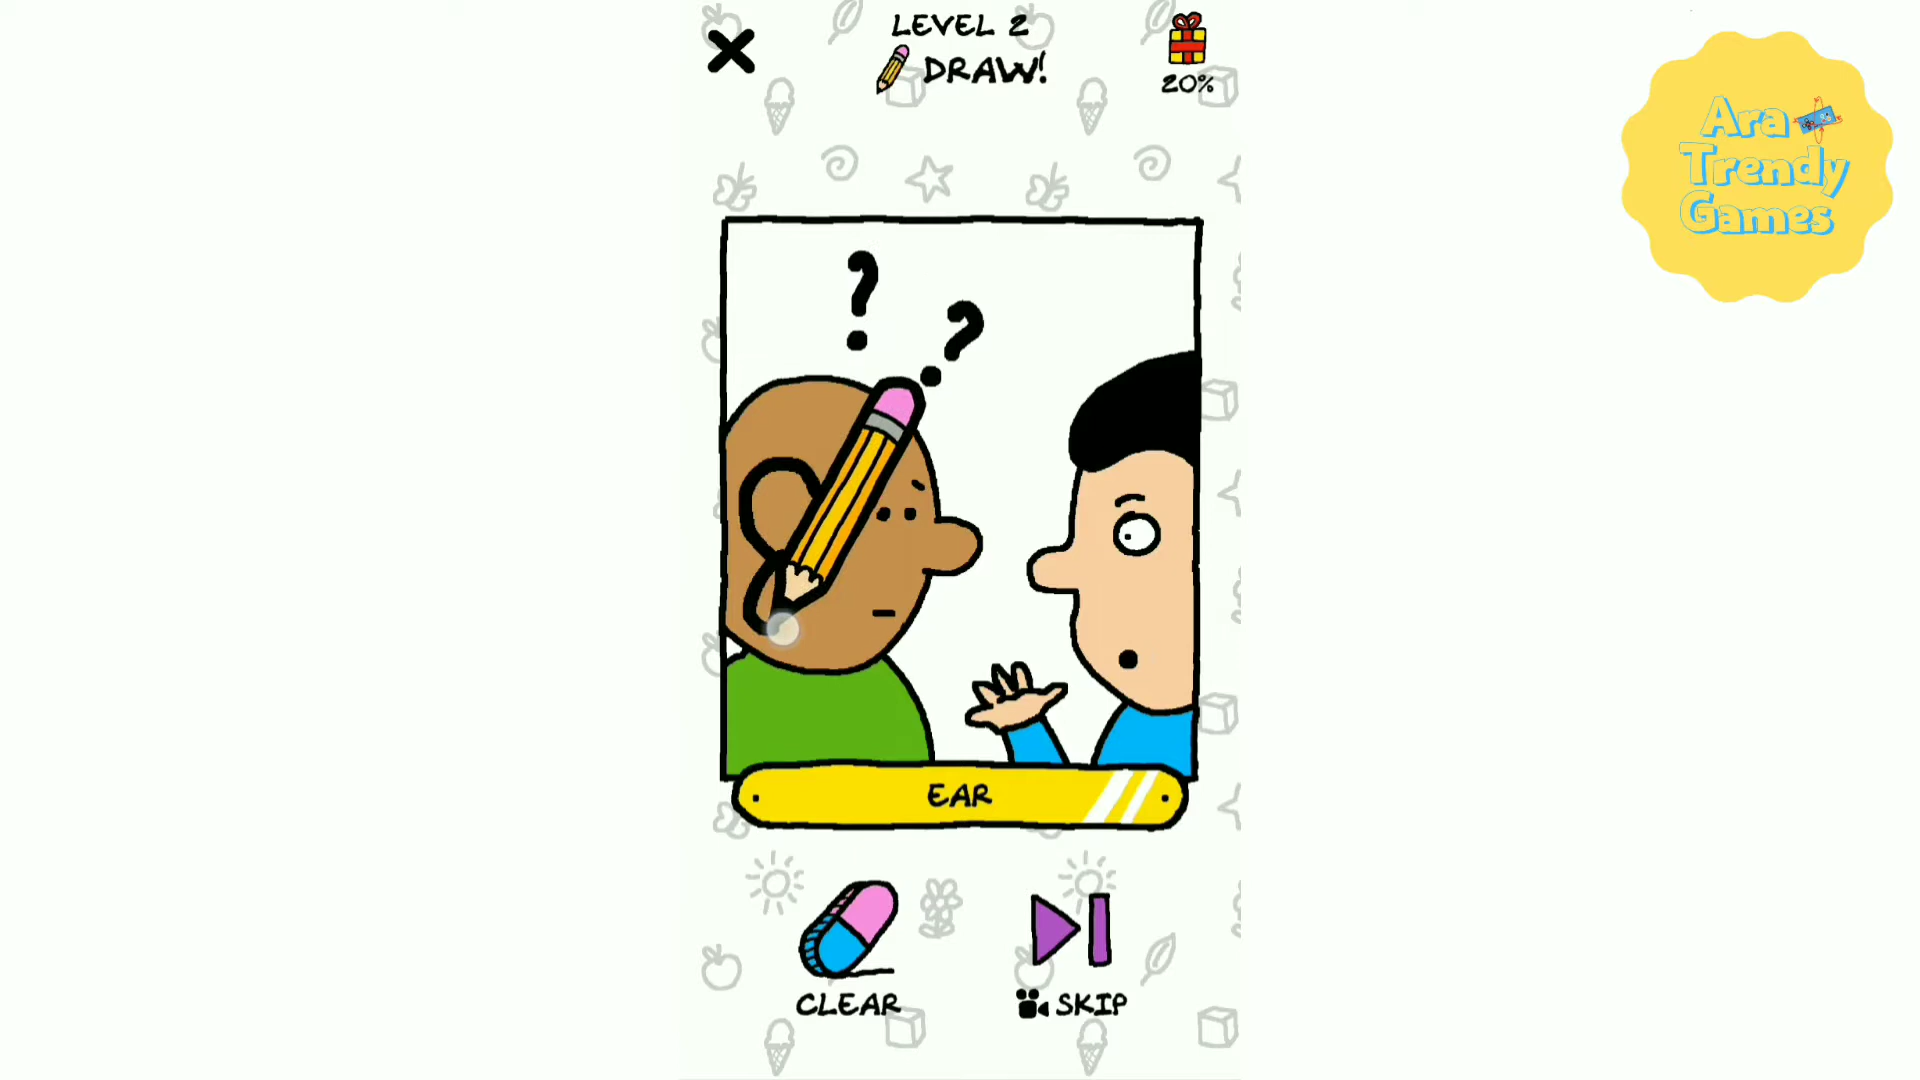 LEVEL 2
DRAW!
20%
Ara
Trendy
Games
?
?
EAR
CLEAR
SKIP